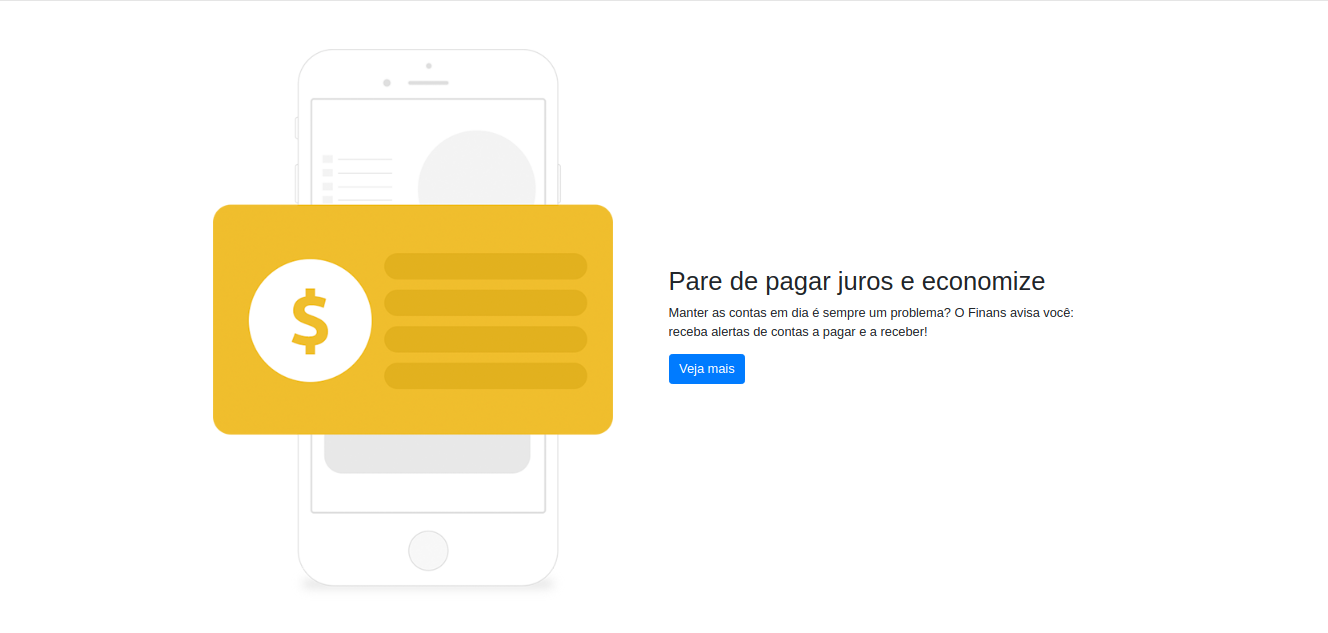 $
Pare de pagar juros e economize
Manter as contas em dia é sempre um problema? O Finans avisa você:
receba alertas de contas a pagar e a receber!
Veja mais